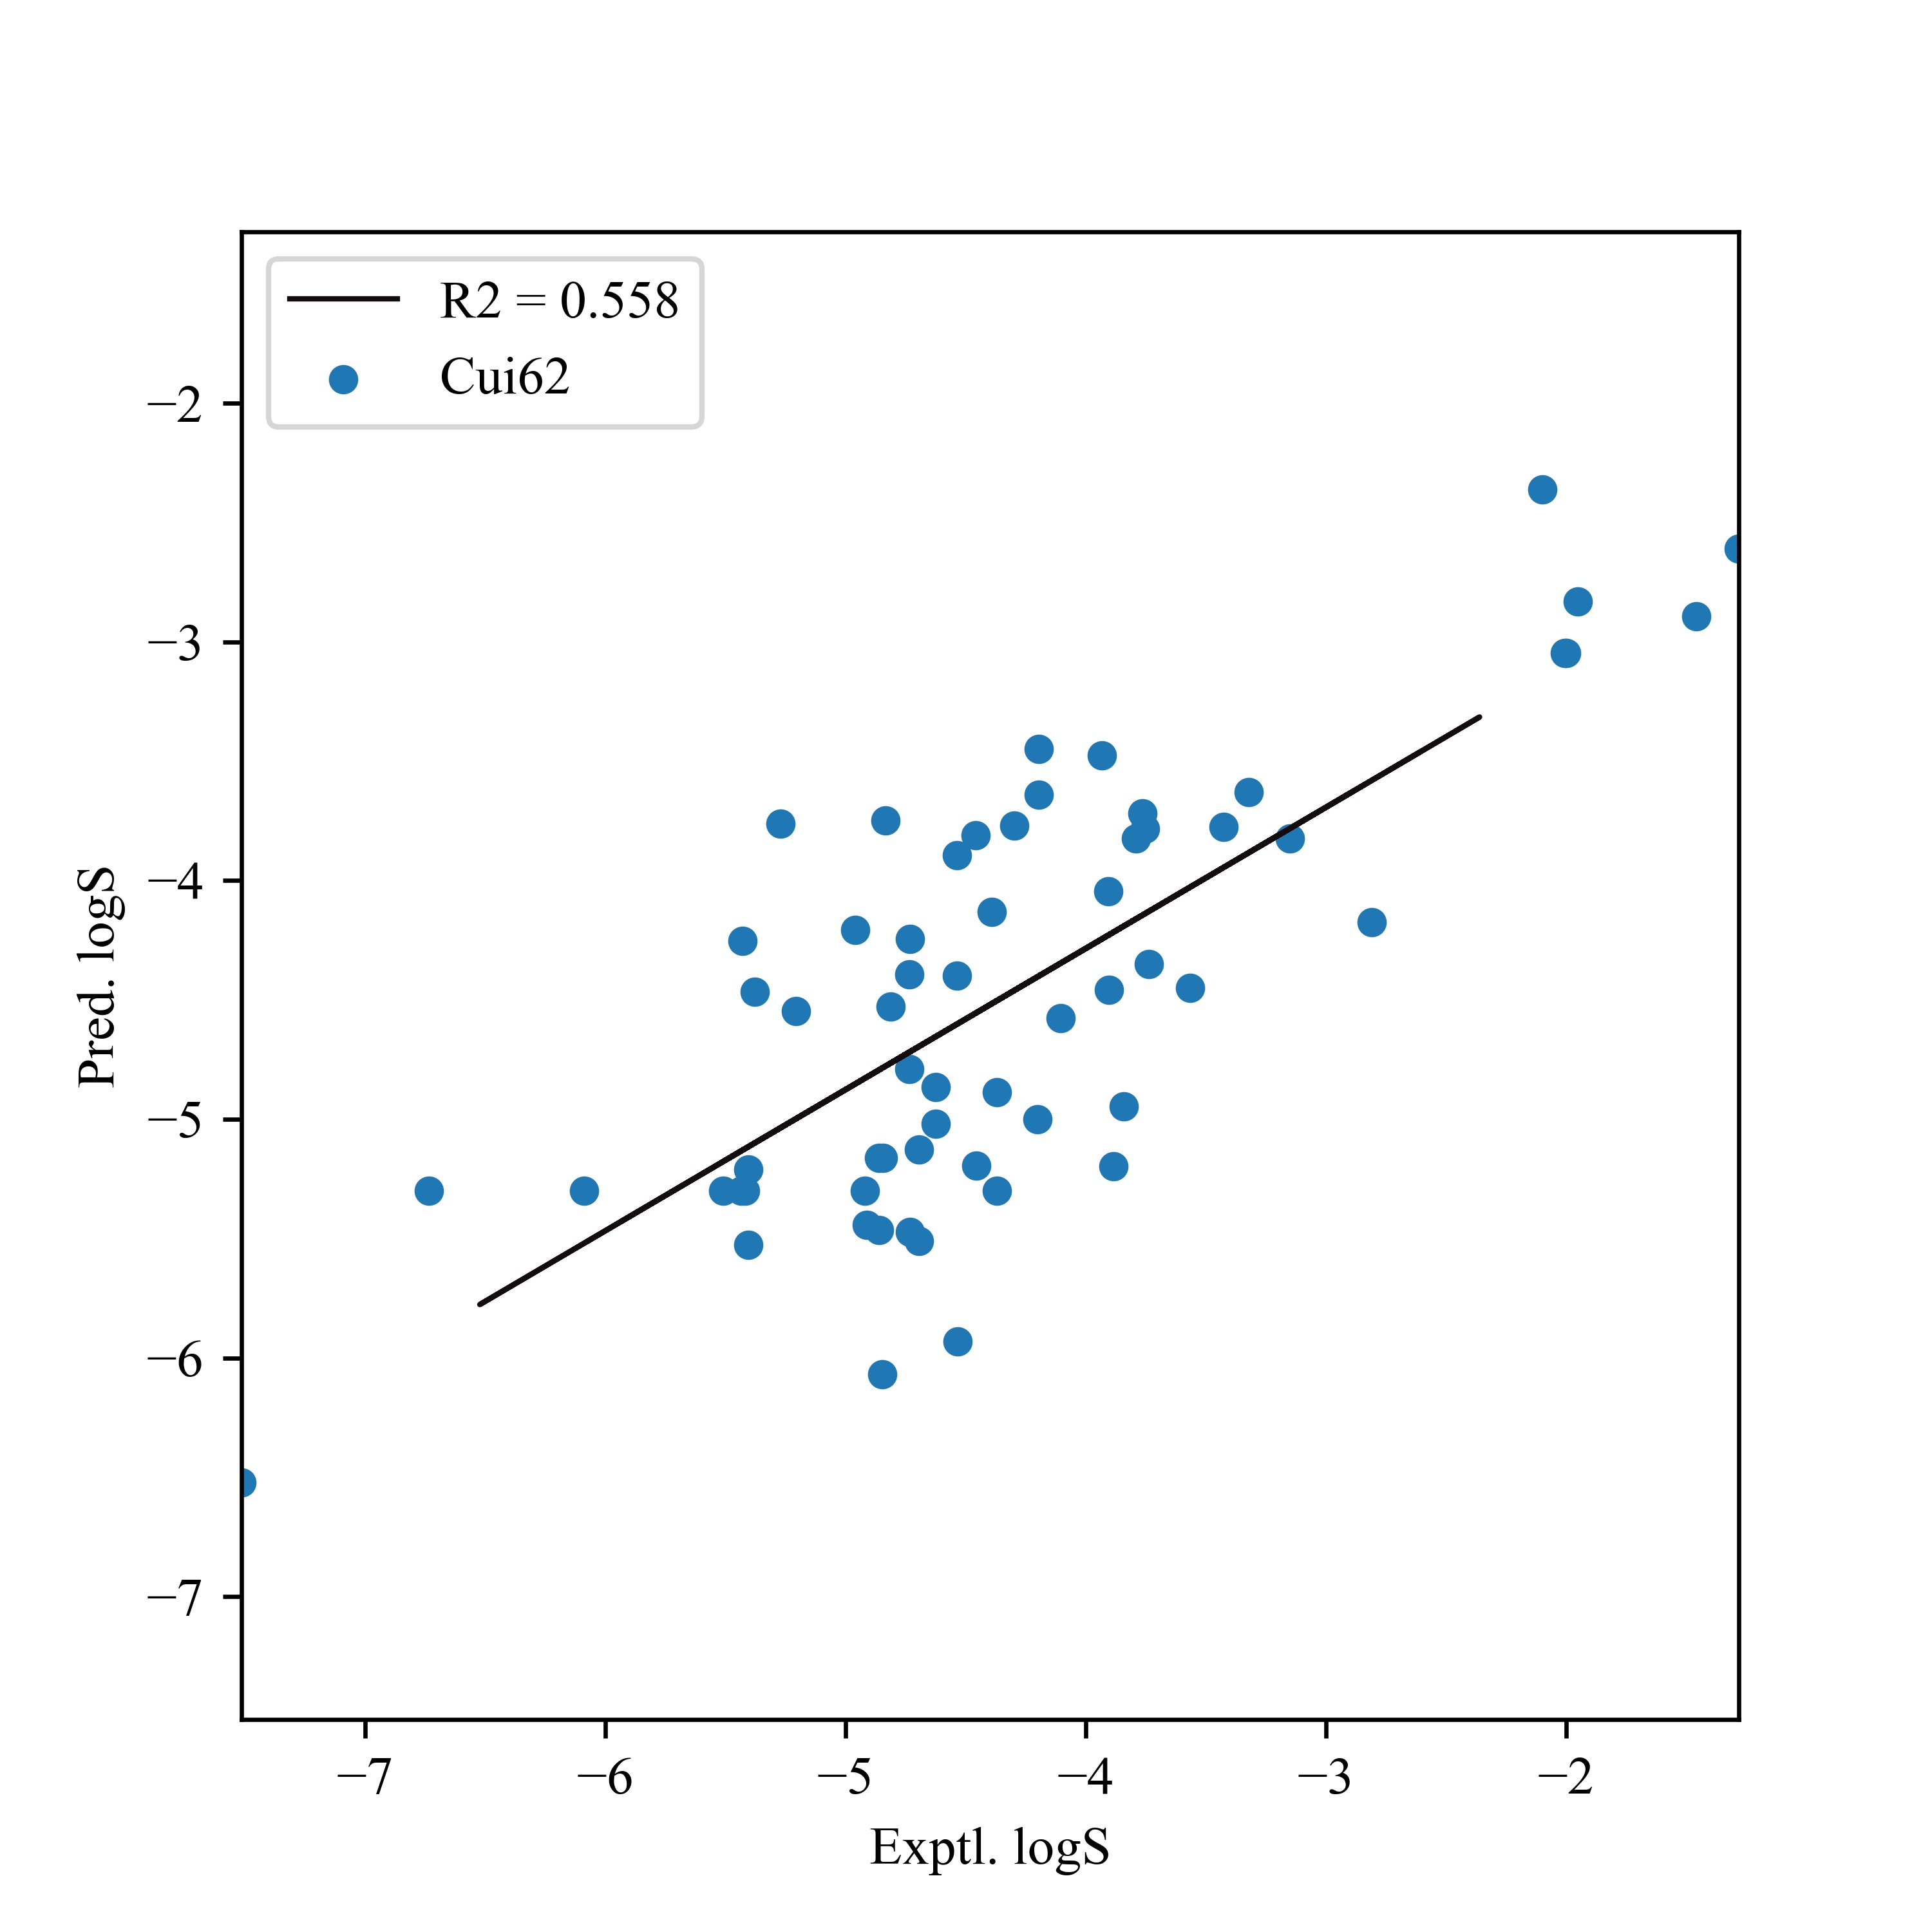 R2 = 0.558
Cui62
−2
−3
−4
−5
−6
−7
Pred. logS
−7 −6 −5 −4 −3 −2
Exptl. logS